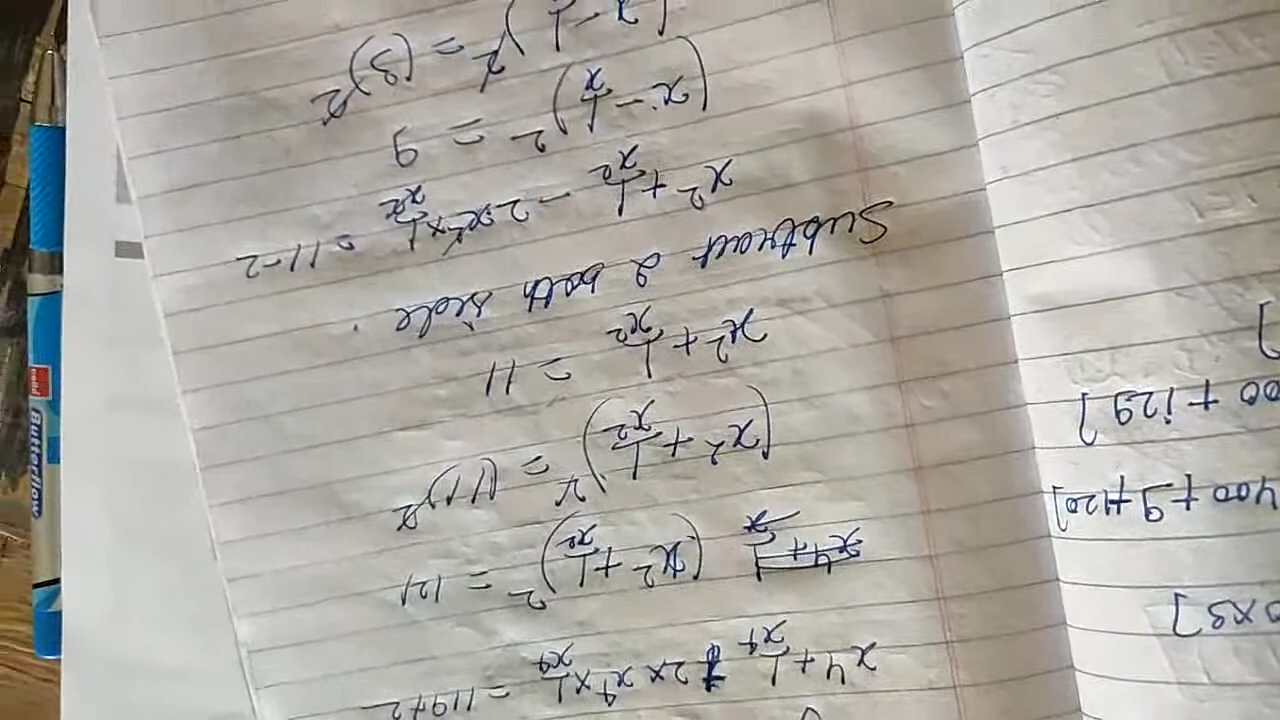 x⁴ + 1/x⁴ + 2 × x⁴ × 1/x⁴ = 119+2
(x² + 1/x²)² = 121
(x² + 1/x²)² = (11)²
x² + 1/x² = 11
Subtract 2 both side.
x² + 1/x² - 2x² × 1/x² = 11-2
(x - 1/x)² = 9
(x - 1/x)² = (3)²
×3]
400 + 9 + 120]
00 + 129]
]
cello Butterflow